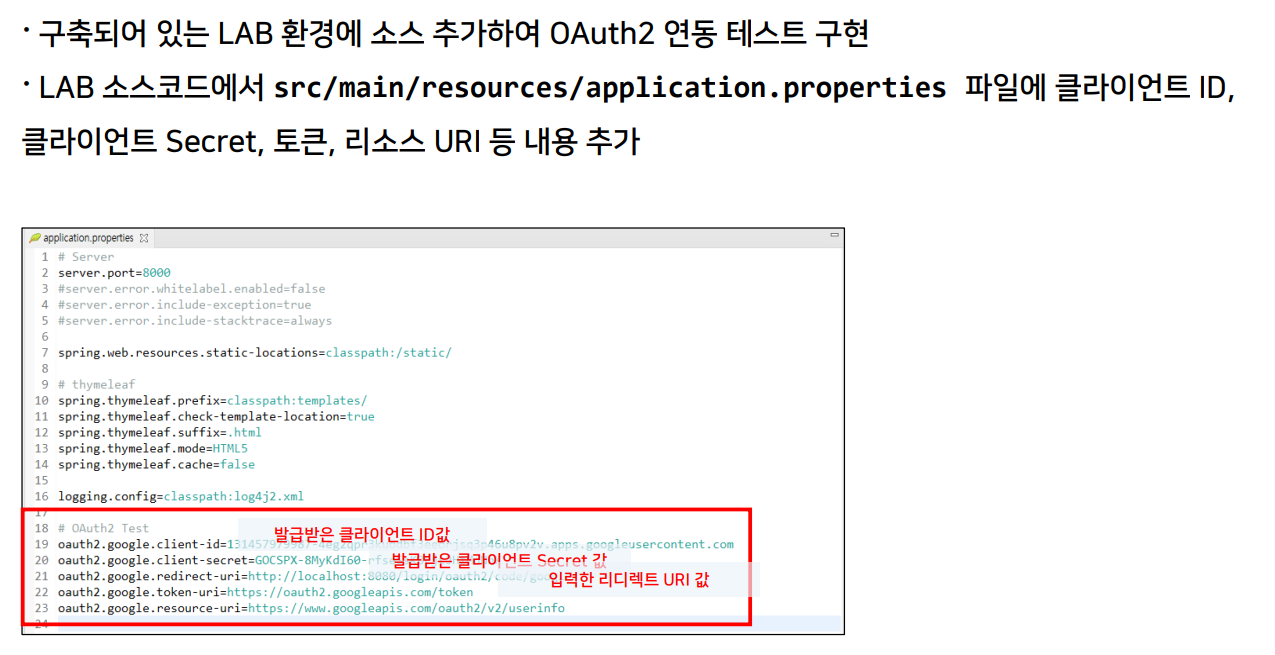 · 구축되어 있는 LAB 환경에 소스 추가하여 OAuth2 연동 테스트 구현
· LAB 소스코드에서 src/main/resources/application.properties 파일에 클라이언트 ID,
클라이언트 Secret, 토큰, 리소스 URI 등 내용 추가
application.properties
1 # Server
2 server.port=8000
3 #server.error.whitelabel.enabled=false
4 #server.error.include-exception=true
5 #server.error.include-stacktrace=always
6
7 spring.web.resources.static-locations=classpath:/static/
8
9 # thymeleaf
10 spring.thymeleaf.prefix=classpath:templates/
11 spring.thymeleaf.check-template-location=true
12 spring.thymeleaf.suffix=.html
13 spring.thymeleaf.mode=HTML5
14 spring.thymeleaf.cache=false
15
16 logging.config=classpath:log4j2.xml
17
18 # OAuth2 Test
발급받은 클라이언트 ID값
19 oauth2.google.client-id=
20 oauth2.google.client-secret=
발급받은 클라이언트 Secret 값
21 oauth2.google.redirect-uri=http://localhost:8080/login/oauth2/code/
입력한 리디렉트 URI 값
22 oauth2.google.token-uri=https://oauth2.googleapis.com/token
23 oauth2.google.resource-uri=https://www.googleapis.com/oauth2/v2/userinfo
24